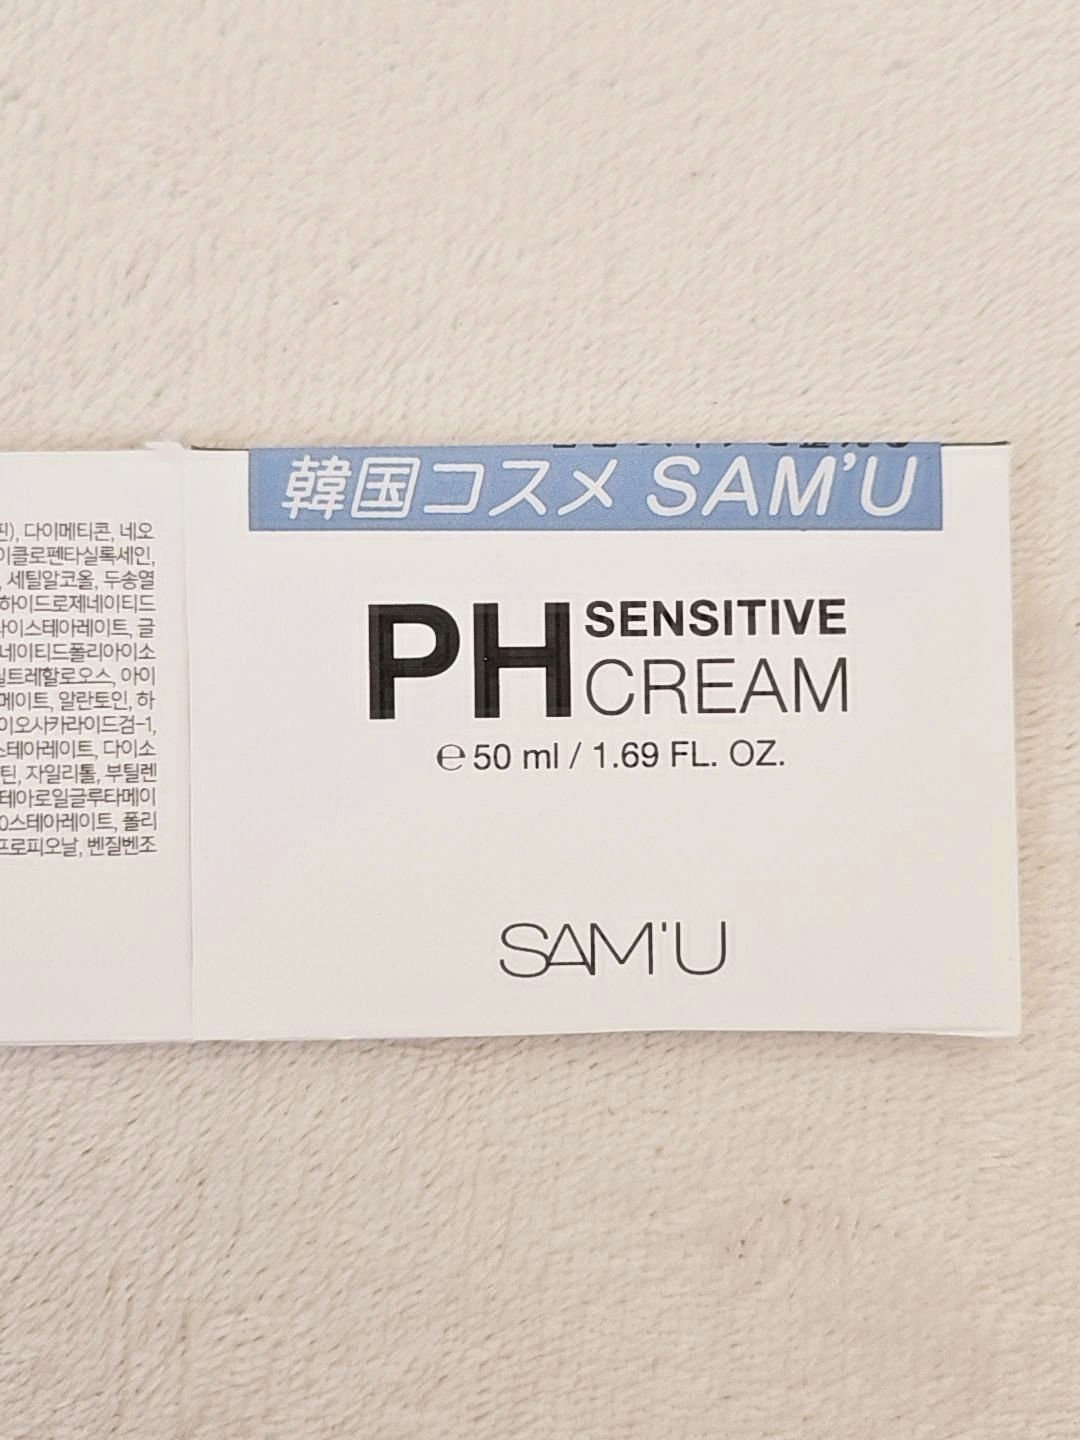 핀), 다이메티콘, 네오
이클로펜타실록세인,
, 세틸알코올, 두송열
하이드로제네이티드
라이스테아레이트, 글
네이티드폴리아이소
실트레할로오스, 아이
메이트, 알란토인, 하
이오사카라이드검-1,
스테아레이트, 다이소
틴, 자일리톨, 부틸렌
테아로일글루타메이
0스테아레이트, 폴리
프로피오날, 벤질벤조
韓国コスメ SAM'U
PH SENSITIVE
CREAM
℮ 50 ml / 1.69 FL. OZ.
SAM'U